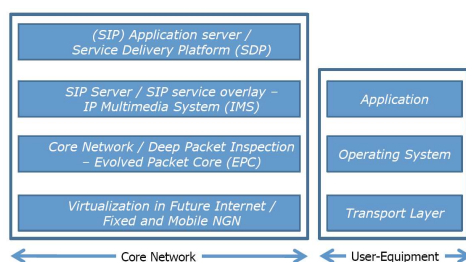 (SIP) Application server /
Service Delivery Platform (SDP)
SIP Server / SIP service overlay –
IP Multimedia System (IMS)
Core Network / Deep Packet Inspection
– Evolved Packet Core (EPC)
Virtualization in Future Internet /
Fixed and Mobile NGN
Core Network
Application
Operating System
Transport Layer
User-Equipment